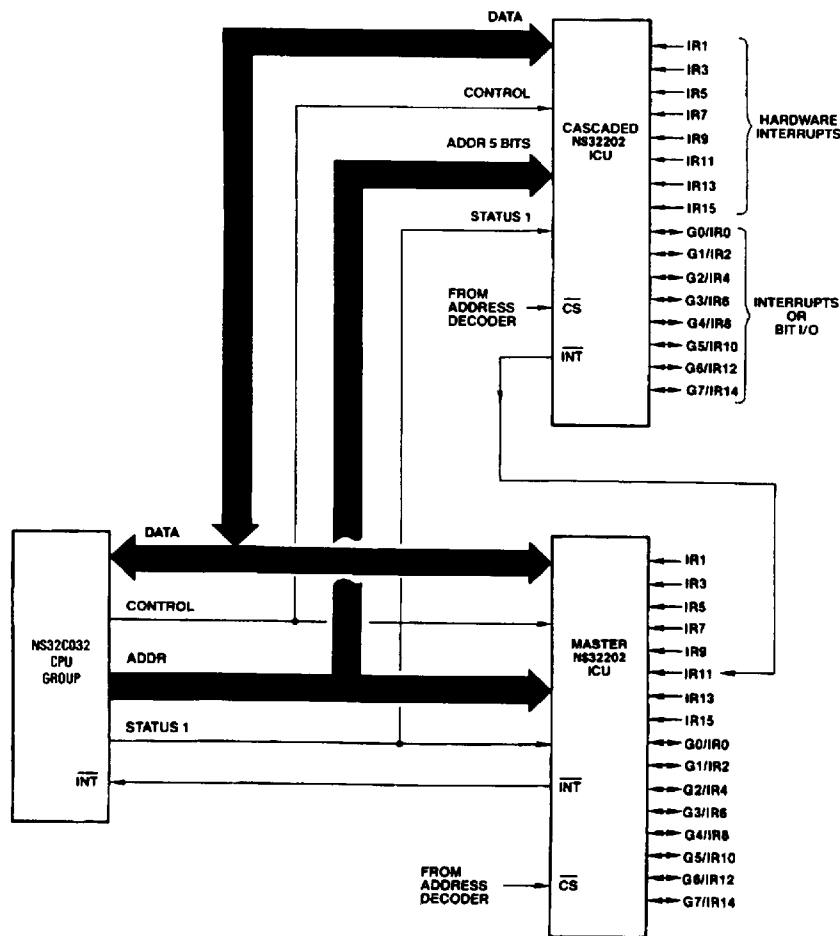 DATA
CONTROL
ADDR 5 BITS
STATUS 1
FROM
ADDRESS
DECODER
CS
INT
CASCADED
NS32202
ICU
IR1
IR3
IR5
IR7
IR9
IR11
IR13
IR15
G0/IR0
G1/IR2
G2/IR4
G3/IR6
G4/IR8
G5/IR10
G6/IR12
G7/IR14
HARDWARE
INTERRUPTS
INTERRUPTS
OR
BIT I/O
NS32C032
CPU
GROUP
INT
DATA
CONTROL
ADDR
STATUS 1
FROM
ADDRESS
DECODER
MASTER
NS32202
ICU
INT
CS
IR1
IR3
IR5
IR7
IR9
IR11
IR13
IR15
G0/IR0
G1/IR2
G2/IR4
G3/IR6
G4/IR8
G5/IR10
G6/IR12
G7/IR14